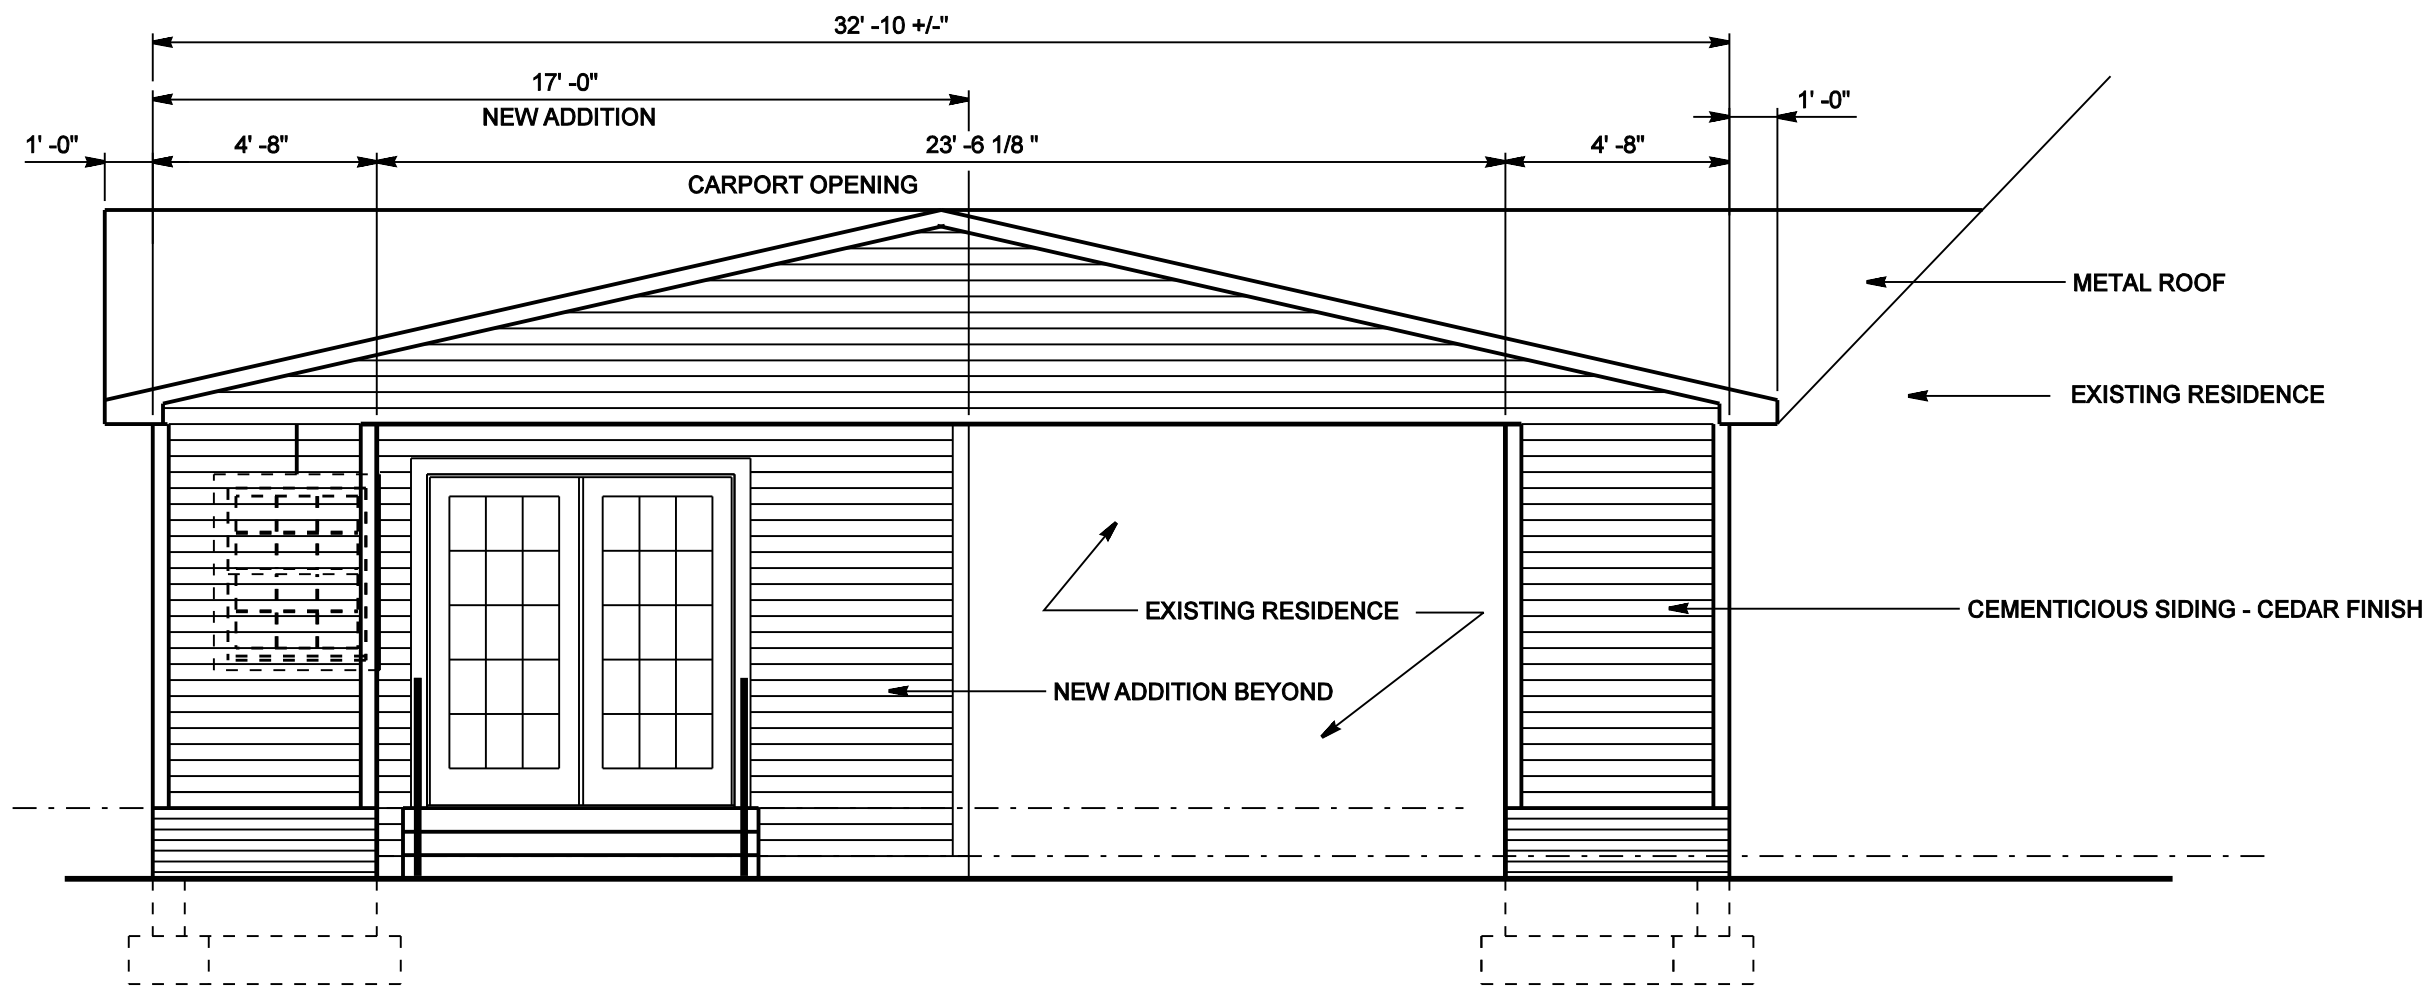 32' -10 +/-"
17' -0"
NEW ADDITION
1' -0"
1' -0"
4' -8"
23' -6 1/8 "
4' -8"
CARPORT OPENING
METAL ROOF
EXISTING RESIDENCE
EXISTING RESIDENCE
CEMENTICIOUS SIDING - CEDAR FINISH
NEW ADDITION BEYOND